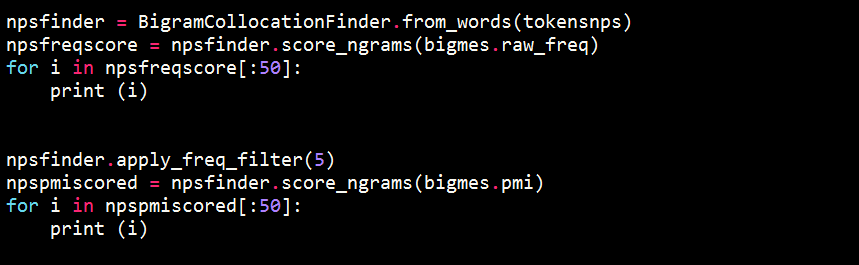 npsfinder = BigramCollocationFinder.from_words(tokensnps)
npsfreqscore = npsfinder.score_ngrams(bigmes.raw_freq)
for i in npsfreqscore[:50]:
    print (i)
npsfinder.apply_freq_filter(5)
npspmiscored = npsfinder.score_ngrams(bigmes.pmi)
for i in npspmiscored[:50]:
    print (i)